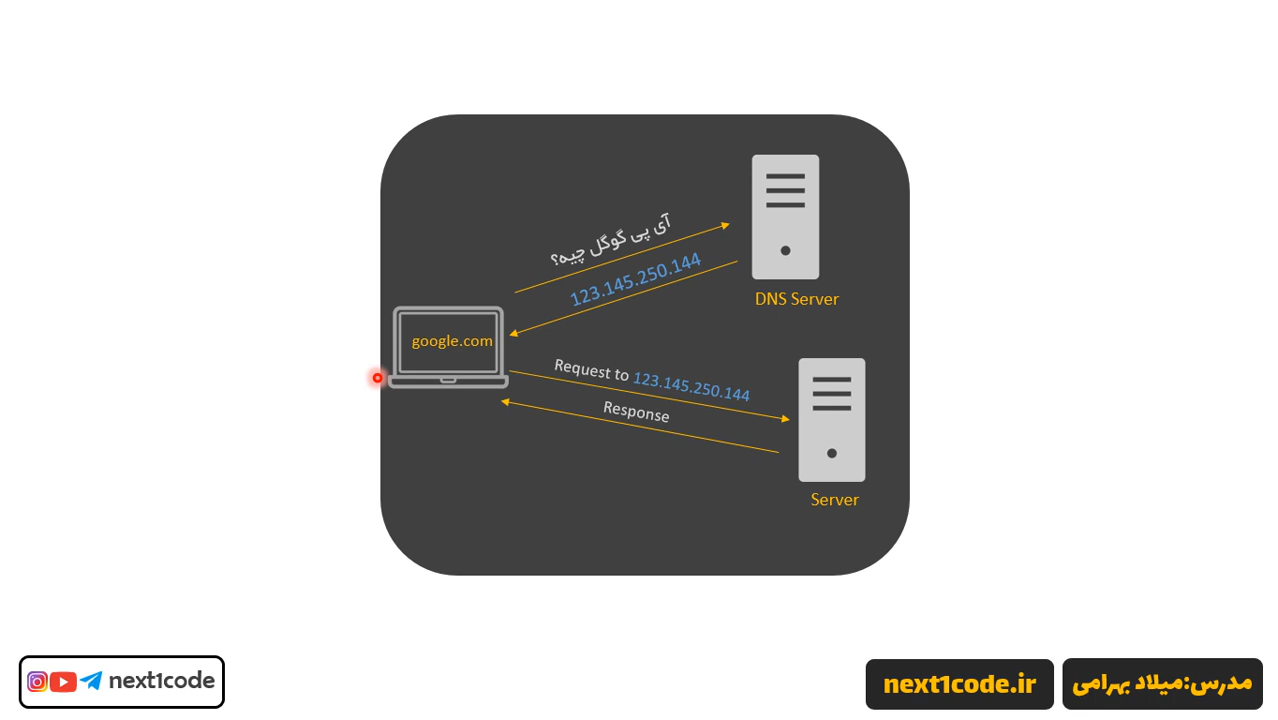 آی پی گوگل چیه؟
123.145.250.144
DNS Server
google.com
Request to 123.145.250.144
Response
Server
next1code
next1code.ir
مدرس:میلاد بهرامی